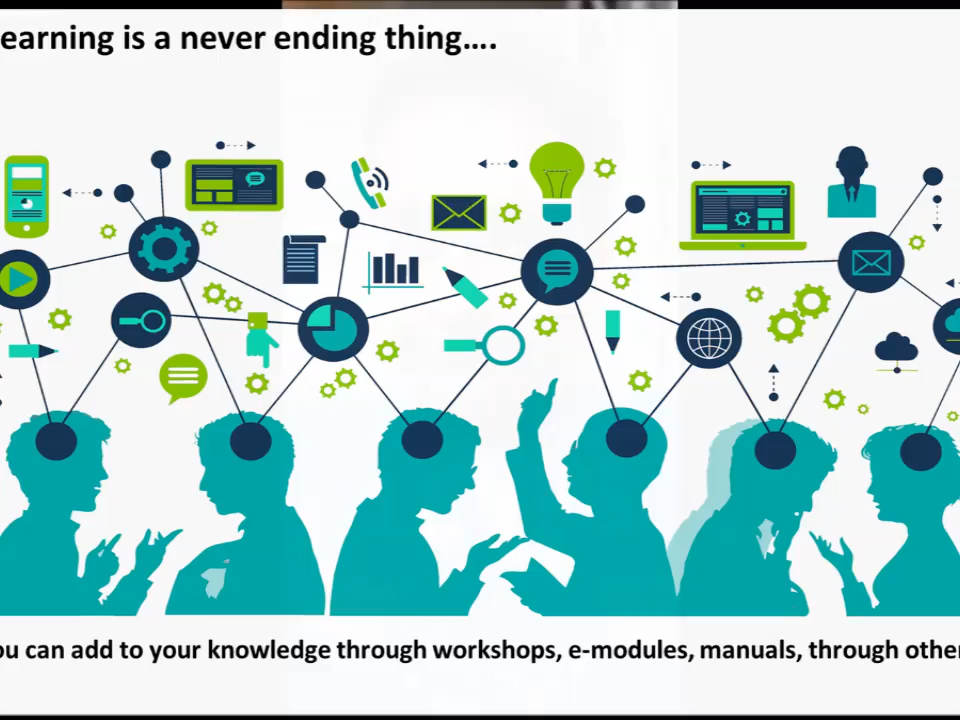 earning is a never ending thing….
ou can add to your knowledge through workshops, e-modules, manuals, through other